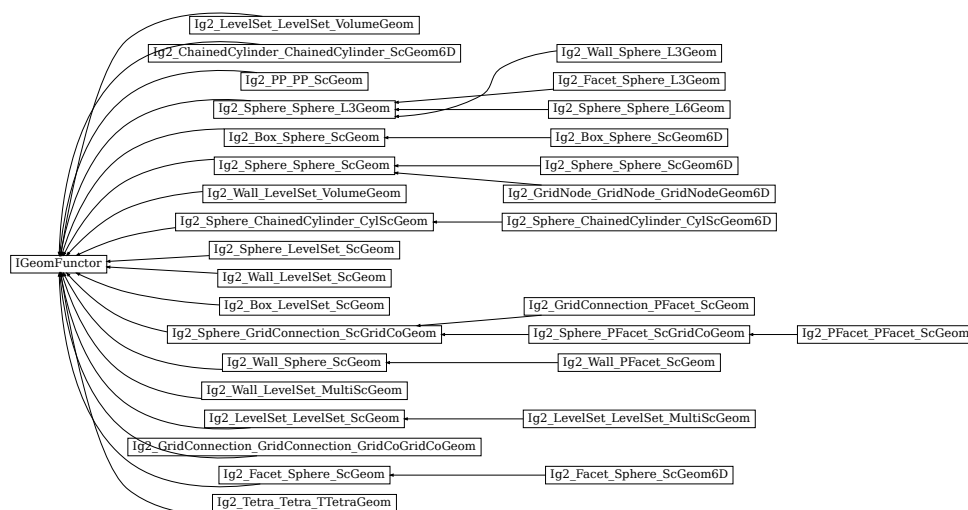 Ig2_LevelSet_LevelSet_VolumeGeom
Ig2_ChainedCylinder_ChainedCylinder_ScGeom6D
Ig2_Wall_Sphere_L3Geom
Ig2_PP_PP_ScGeom
Ig2_Facet_Sphere_L3Geom
Ig2_Sphere_Sphere_L3Geom
Ig2_Sphere_Sphere_L6Geom
Ig2_Box_Sphere_ScGeom
Ig2_Box_Sphere_ScGeom6D
Ig2_Sphere_Sphere_ScGeom
Ig2_Sphere_Sphere_ScGeom6D
Ig2_Wall_LevelSet_VolumeGeom
Ig2_GridNode_GridNode_GridNodeGeom6D
Ig2_Sphere_ChainedCylinder_CylScGeom
Ig2_Sphere_ChainedCylinder_CylScGeom6D
Ig2_Sphere_LevelSet_ScGeom
IGeomFunctor
Ig2_Wall_LevelSet_ScGeom
Ig2_Box_LevelSet_ScGeom
Ig2_GridConnection_PFacet_ScGeom
Ig2_Sphere_GridConnection_ScGridCoGeom
Ig2_Sphere_PFacet_ScGridCoGeom
Ig2_PFacet_PFacet_ScGeom
Ig2_Wall_Sphere_ScGeom
Ig2_Wall_PFacet_ScGeom
Ig2_Wall_LevelSet_MultiScGeom
Ig2_LevelSet_LevelSet_ScGeom
Ig2_LevelSet_LevelSet_MultiScGeom
Ig2_GridConnection_GridConnection_GridCoGridCoGeom
Ig2_Facet_Sphere_ScGeom
Ig2_Facet_Sphere_ScGeom6D
Ig2_Tetra_Tetra_TTetraGeom